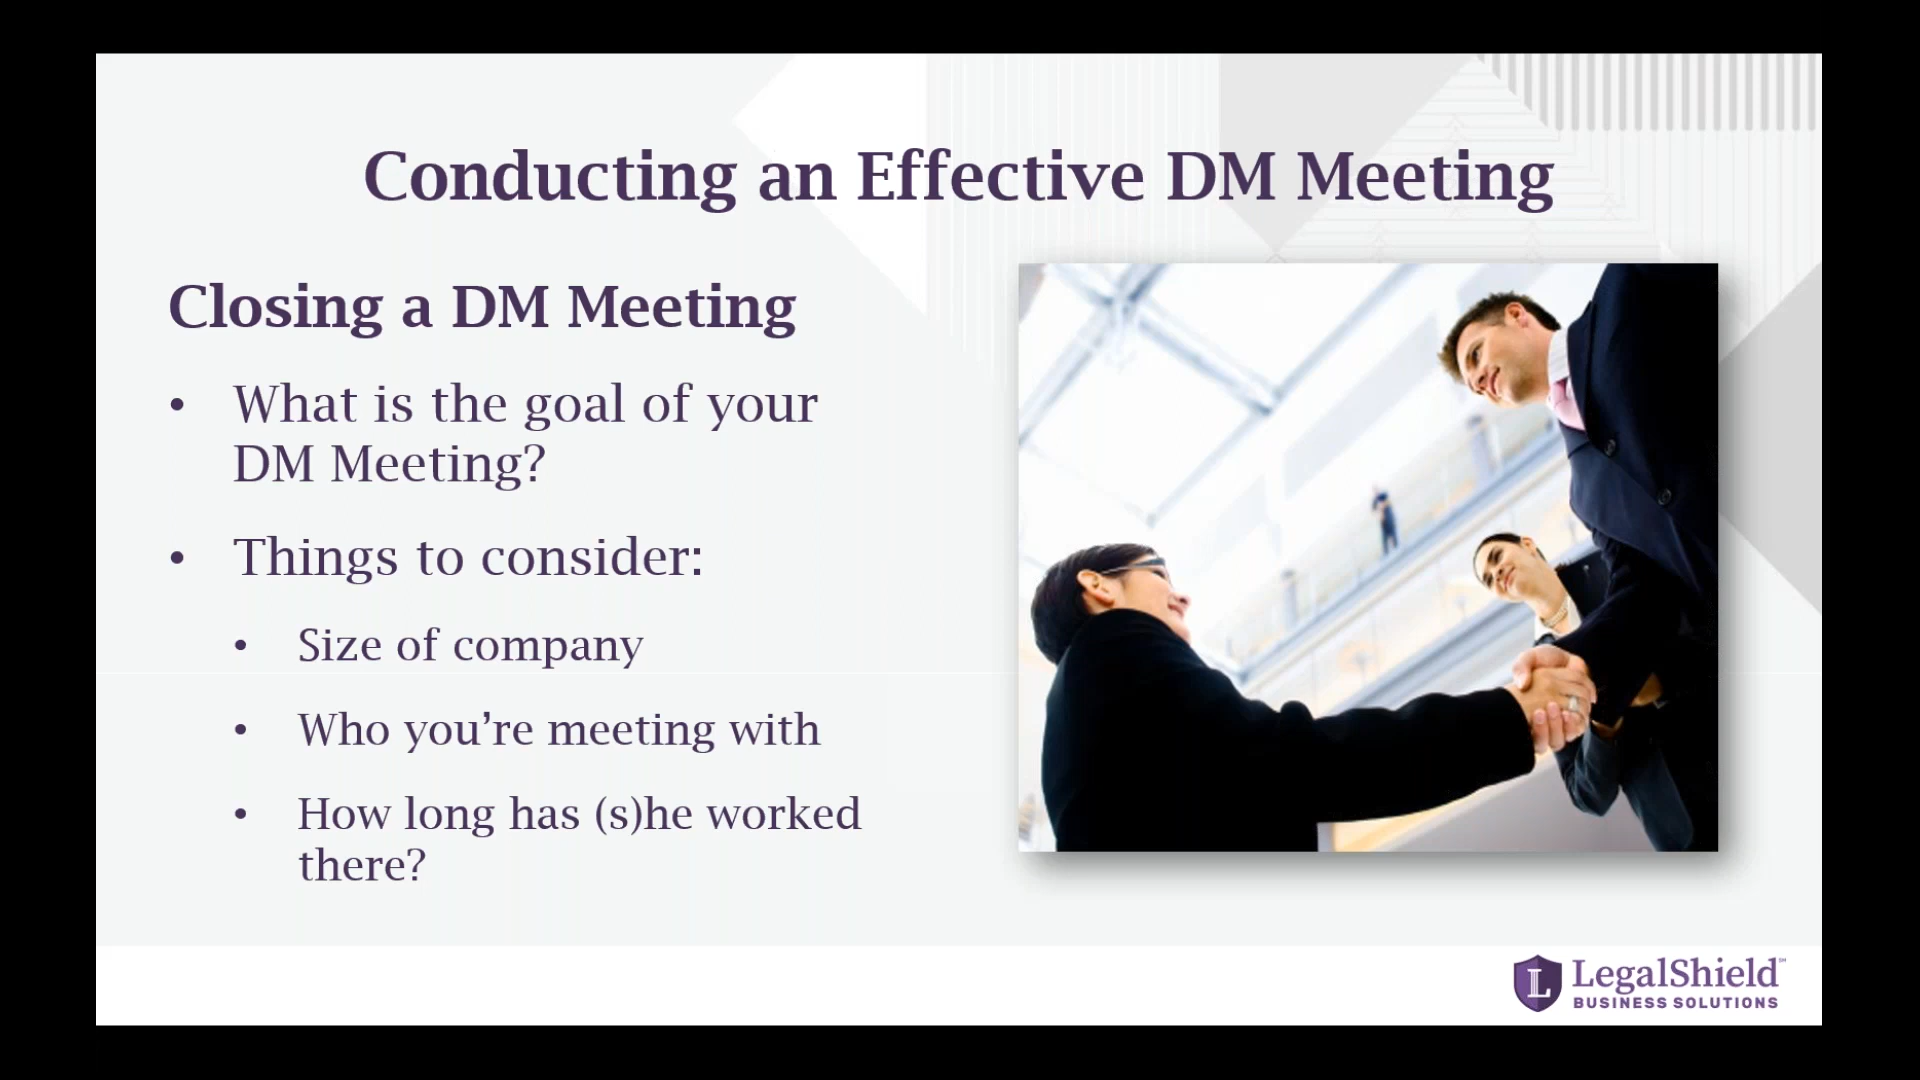 Conducting an Effective DM Meeting
Closing a DM Meeting
• What is the goal of your
DM Meeting?
• Things to consider:
• Size of company
• Who you’re meeting with
• How long has (s)he worked
there?
L LegalShield℠
BUSINESS SOLUTIONS